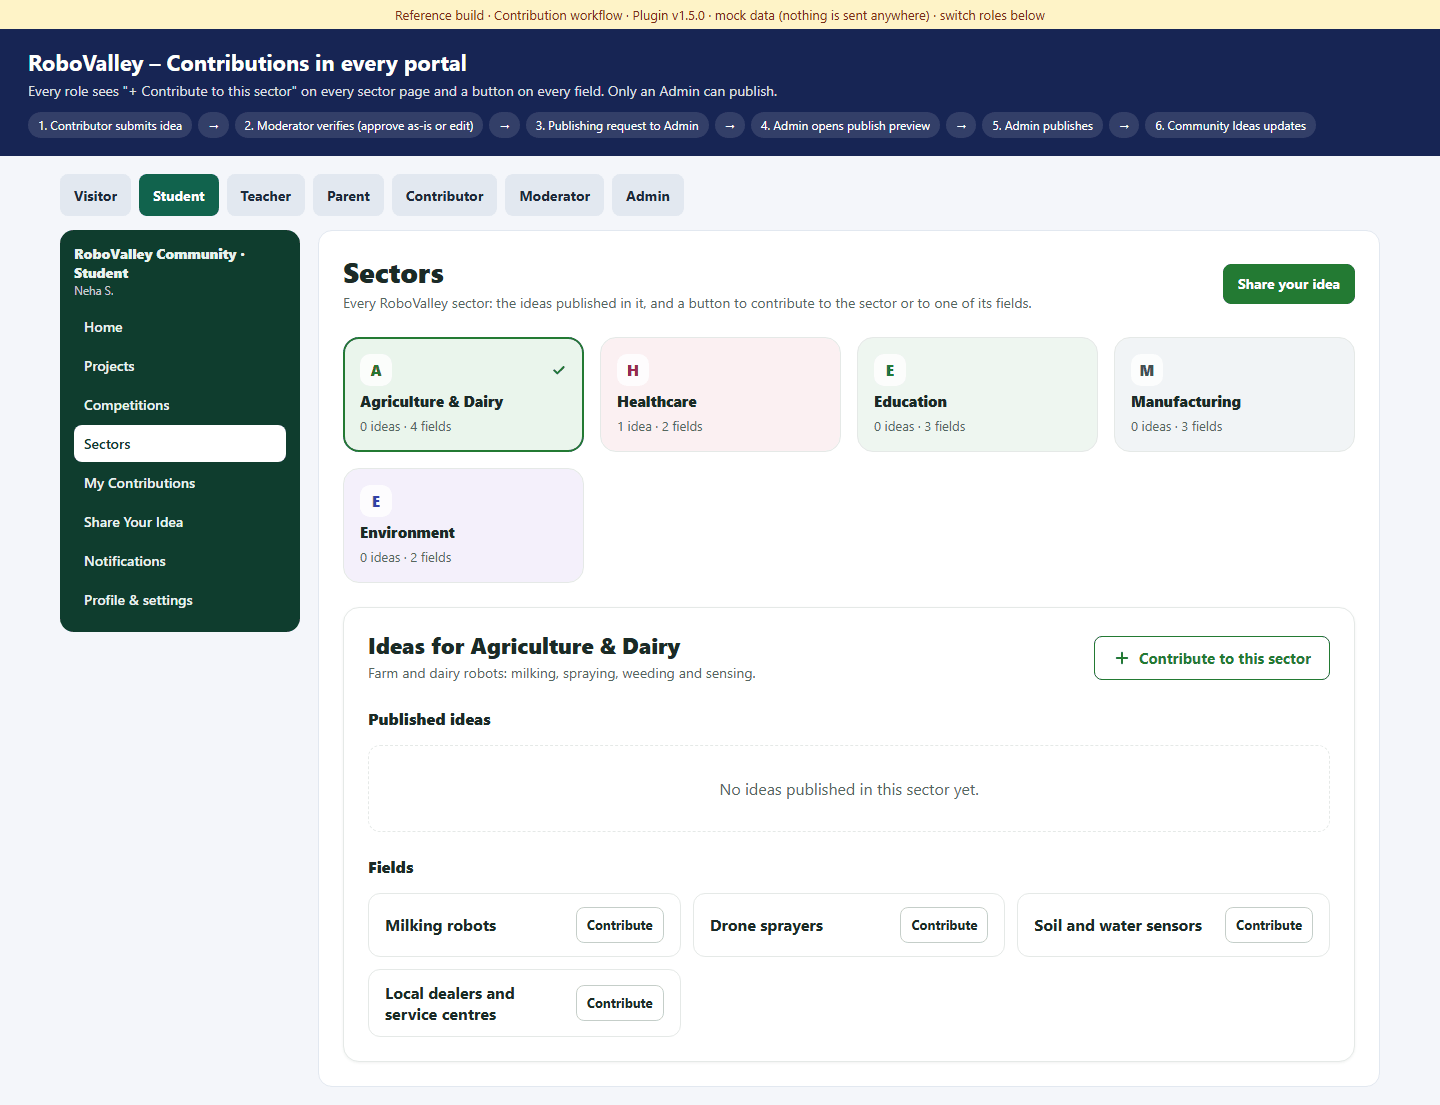 Reference build · Contribution workflow · Plugin v1.5.0 · mock data (nothing is sent anywhere) · switch roles below
RoboValley – Contributions in every portal
Every role sees "+ Contribute to this sector" on every sector page and a button on every field. Only an Admin can publish.
1. Contributor submits idea → 2. Moderator verifies (approve as-is or edit) → 3. Publishing request to Admin → 4. Admin opens publish preview → 5. Admin publishes → 6. Community Ideas updates
Visitor Student Teacher Parent Contributor Moderator Admin
RoboValley Community ·
Student
Neha S.
Home
Projects
Competitions
Sectors
My Contributions
Share Your Idea
Notifications
Profile & settings
Sectors
Every RoboValley sector: the ideas published in it, and a button to contribute to the sector or to one of its fields.
Share your idea
A
Agriculture & Dairy
0 ideas · 4 fields
H
Healthcare
1 idea · 2 fields
E
Education
0 ideas · 3 fields
M
Manufacturing
0 ideas · 3 fields
E
Environment
0 ideas · 2 fields
Ideas for Agriculture & Dairy
Farm and dairy robots: milking, spraying, weeding and sensing.
+ Contribute to this sector
Published ideas
No ideas published in this sector yet.
Fields
Milking robots Contribute
Drone sprayers Contribute
Soil and water sensors Contribute
Local dealers and
service centres
Contribute